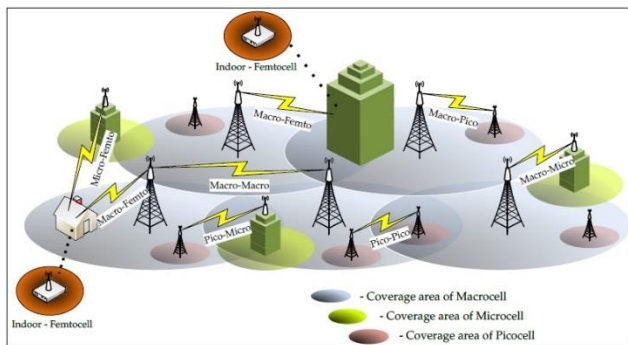 Indoor - Femtocell
Macro-Femto
Macro-Pico
Micro-Femto
Macro-Femto
Macro-Macro
Macro-Micro
Pico-Micro
Pico-Pico
Indoor - Femtocell
- Coverage area of Macrocell
- Coverage area of Microcell
- Coverage area of Picocell